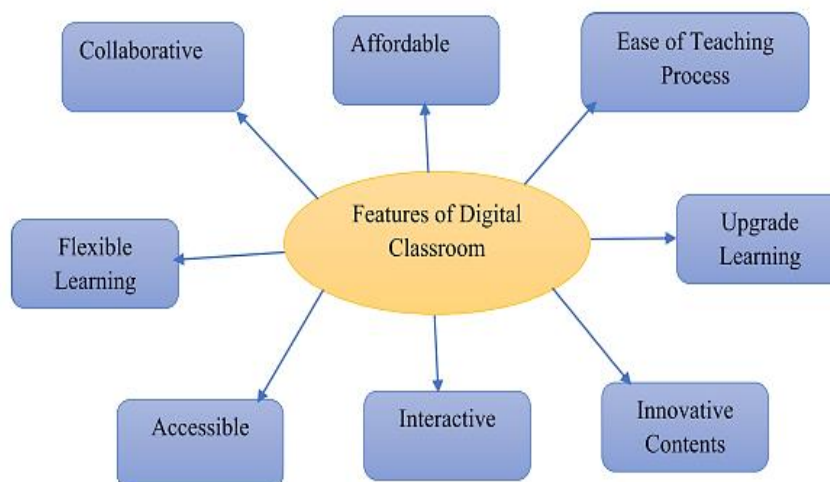 Collaborative
Affordable
Ease of Teaching
Process
Features of Digital
Classroom
Flexible
Learning
Upgrade
Learning
Accessible
Interactive
Innovative
Contents